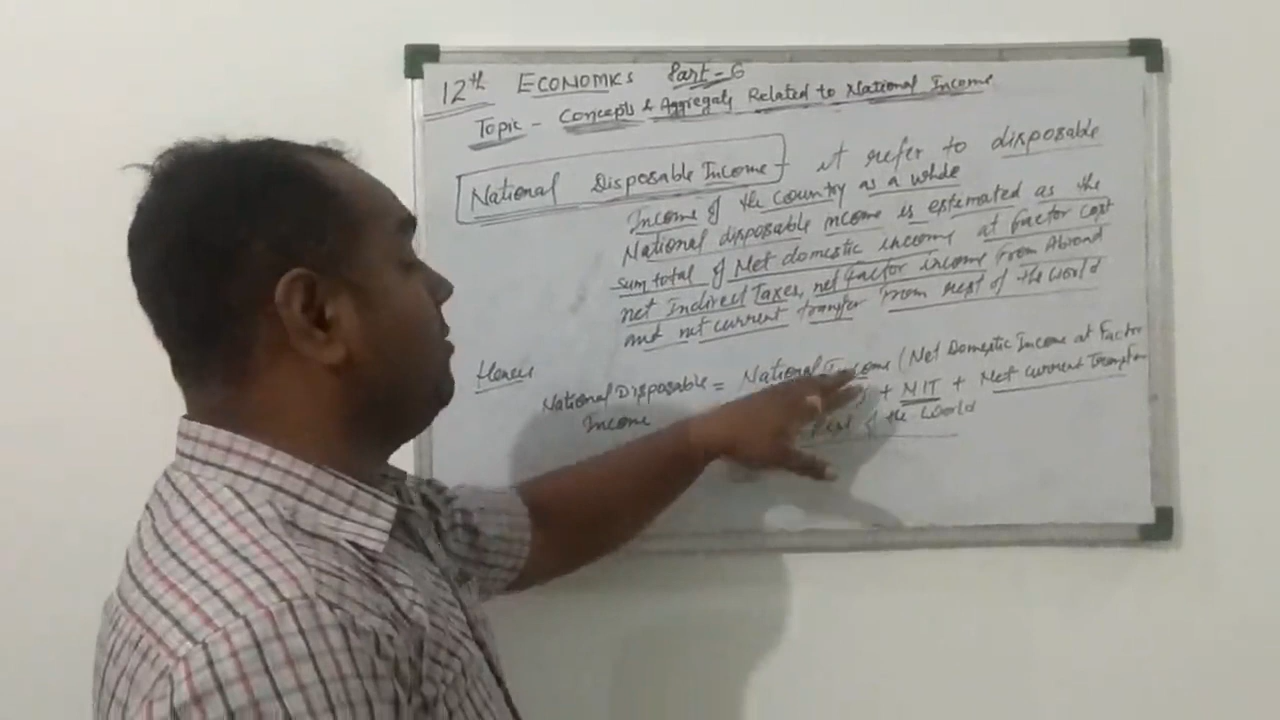 12th ECONOMICS Part - 6
Topic - Concepts & Aggregats Related to National Income
National Disposable Income - it refer to disposable
Income of the country as a whole
National disposable income is estimated as the
sum total of Net domestic income at factor cost
net Indirect Taxes, net factor income from Abroad
and net current transfer from rest of the world
Hence
National Disposable = National Income (Net Domestic Income at Factor
Income + NIT + Net current Transfer
Rest of the World